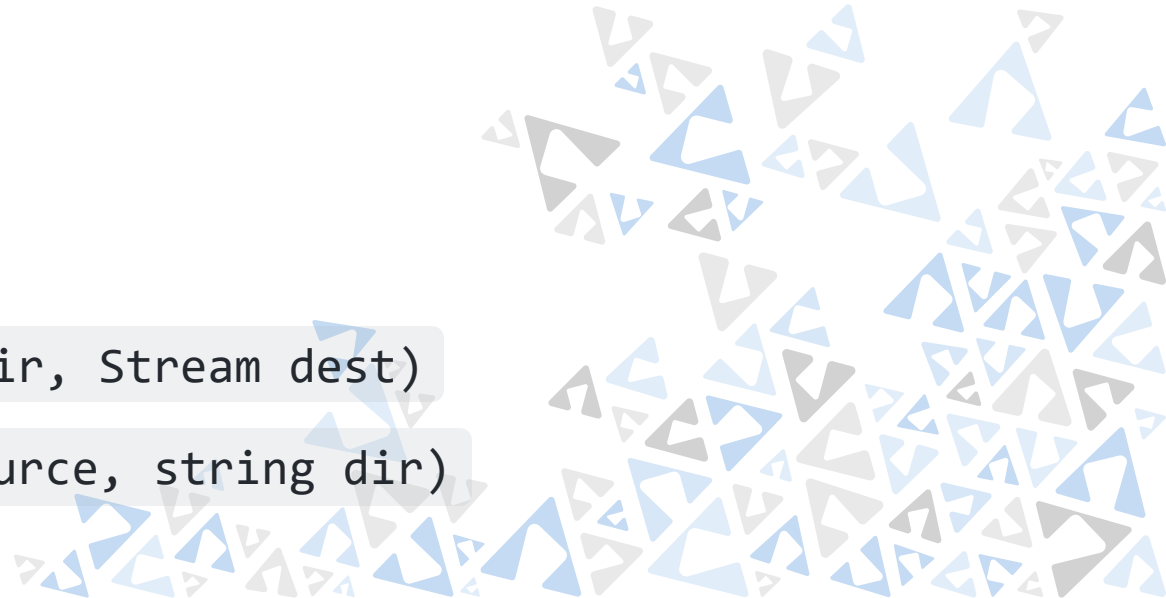 ir, Stream dest)
urce, string dir)